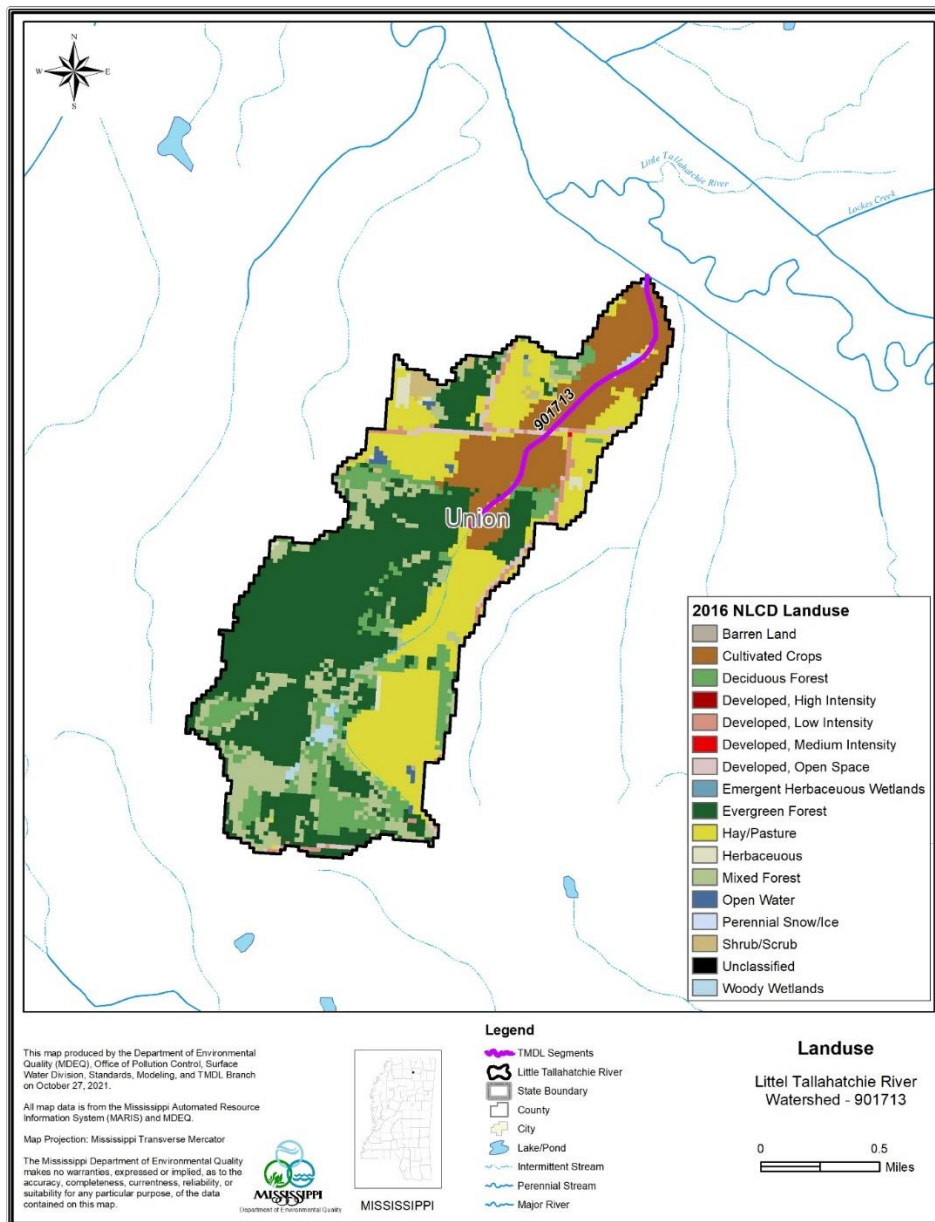 N
W
E
S
Little Tallahatchie
River
Lockes Creek
901713
Union
2016 NLCD Landuse
Barren Land
Cultivated Crops
Deciduous Forest
Developed, High Intensity
Developed, Low Intensity
Developed, Medium Intensity
Developed, Open Space
Emergent Herbaceuous Wetlands
Evergreen Forest
Hay/Pasture
Herbaceuous
Mixed Forest
Open Water
Perennial Snow/Ice
Shrub/Scrub
Unclassified
Woody Wetlands
This map produced by the Department of Environmental
Quality (MDEQ), Office of Pollution Control, Surface
Water Division, Standards, Modeling, and TMDL Branch
on October 27, 2021.
All map data is from the Mississippi Automated Resource
Information System (MARIS) and MDEQ.
Map Projection: Mississippi Transverse Mercator
The Mississippi Department of Environmental Quality
makes no warranties, expressed or implied, as to the
accuracy, completeness, currentness, reliability, or
suitability for any particular purpose, of the data
contained on this map.
MISSISSIPPI
Department of Environmental Quality
MISSISSIPPI
Legend
TMDL Segments
Little Tallahatchie River
State Boundary
County
City
Lake/Pond
Intermittent Stream
Perennial Stream
Major River
Landuse
Littel Tallahatchie River
Watershed - 901713
0 0.5
Miles